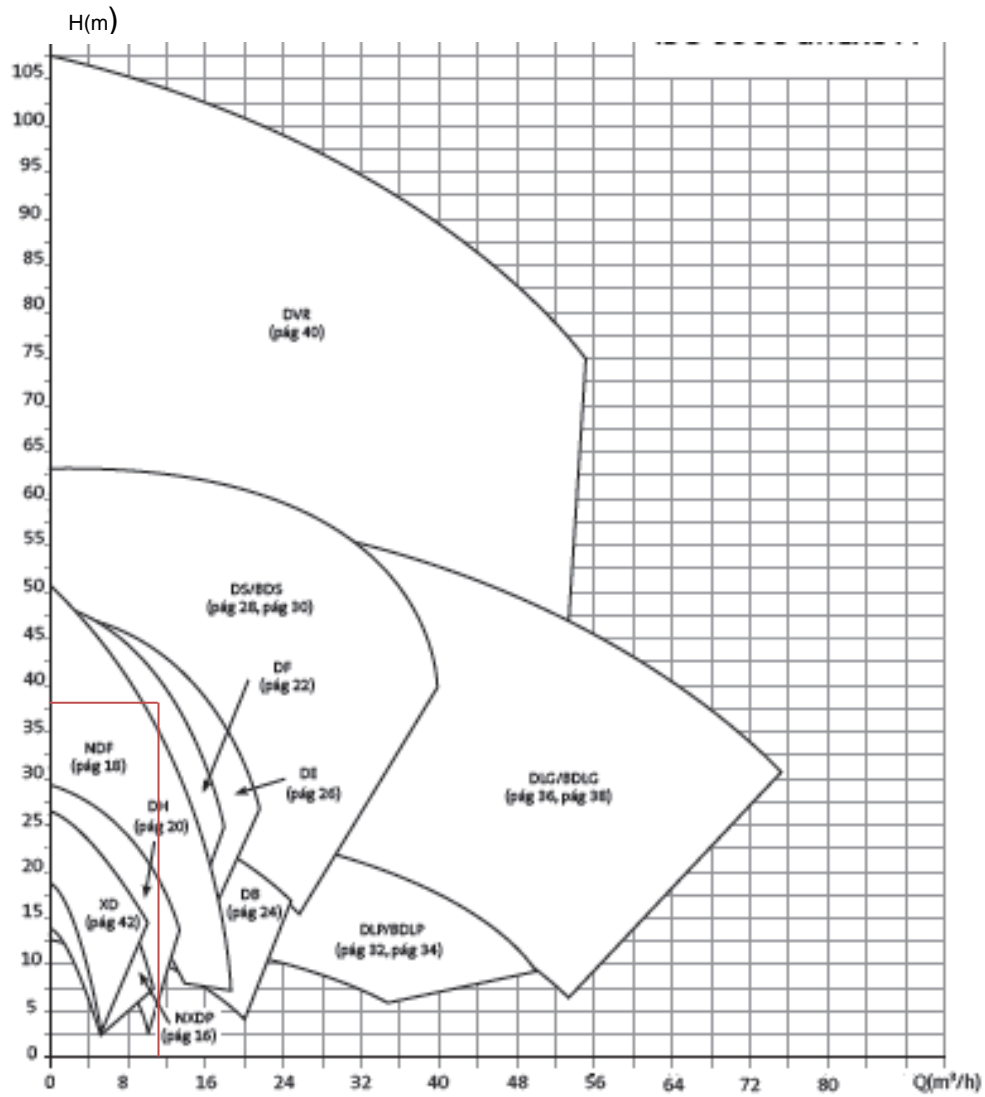 H(m)
105
100
95
90
85
80
DVR
(pág 40)
75
70
65
60
55
50
DS/BDS
(pág 28, pág 30)
45
DF
(pág 22)
40
35
NDF
(pág 18)
30
DE
(pág 26)
DLG/BDLG
(pág 36, pág 38)
DH
(pág 20)
25
20
DB
(pág 24)
XD
(pág 42)
15
DLP/BDLP
(pág 32, pág 34)
10
5
NXDP
(pág 16)
0
0 8 16 24 32 40 48 56 64 72 80 Q(m³/h)